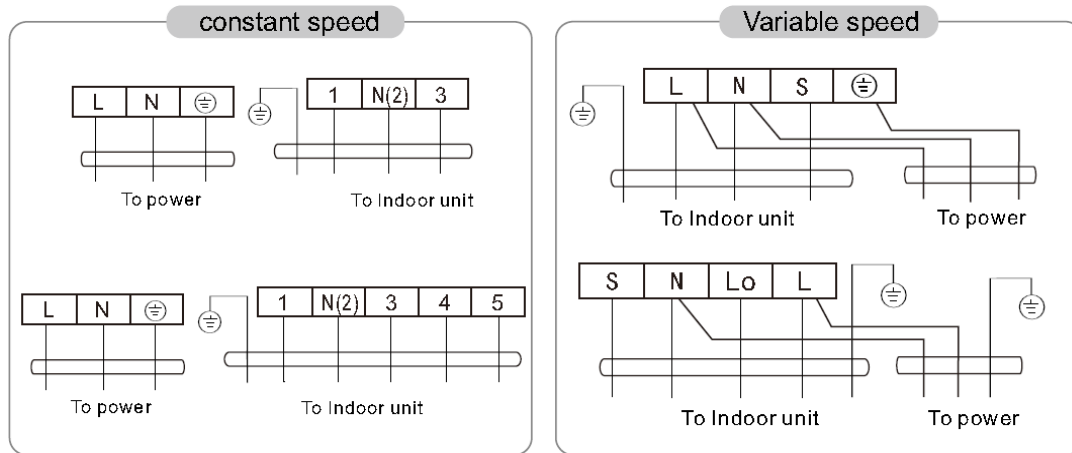 constant speed
L N 1 N(2) 3
To power To Indoor unit
L N 1 N(2) 3 4 5
To power To Indoor unit
Variable speed
L N S
To Indoor unit To power
S N Lo L
To Indoor unit To power